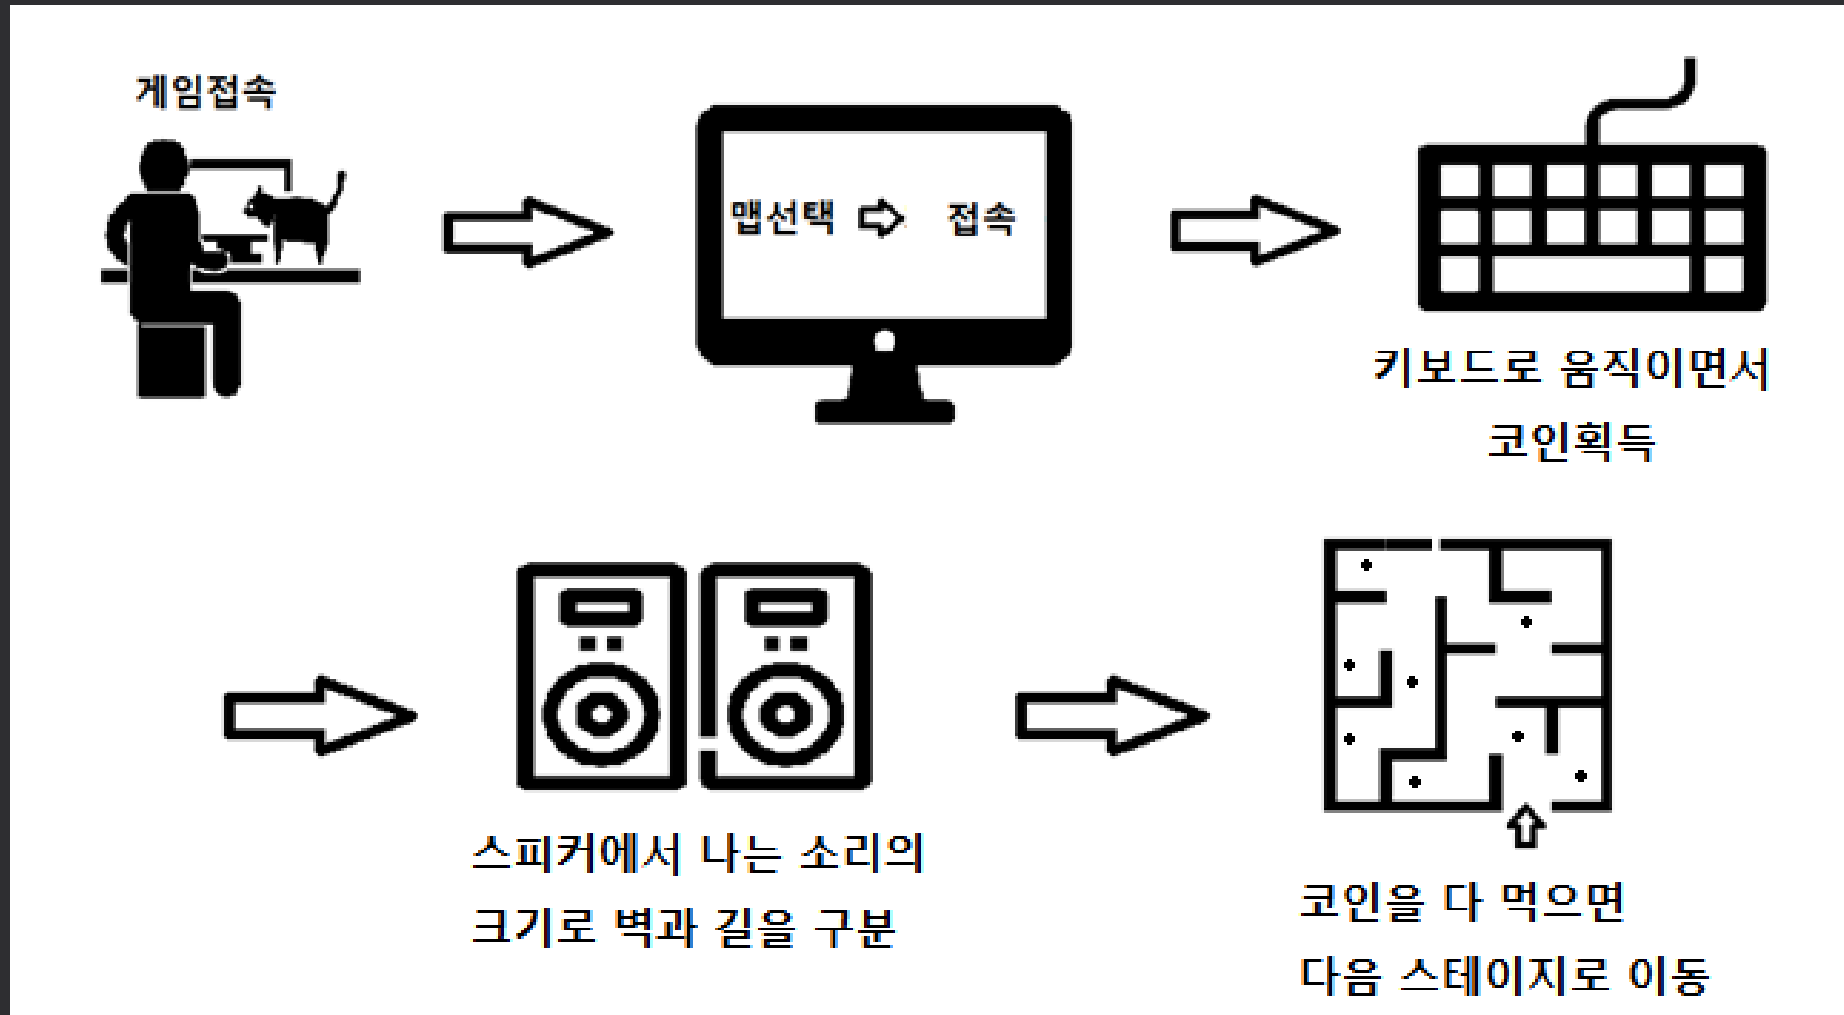 게임접속
맵선택 접속
키보드로 움직이면서
코인획득
스피커에서 나는 소리의
크기로 벽과 길을 구분
코인을 다 먹으면
다음 스테이지로 이동